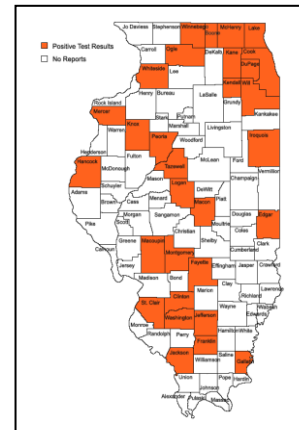 Positive Test Results
No Reports
Jo Daviess Stephenson Winnebago Boone McHenry Lake
Carroll Ogle DeKalb Kane Cook
DuPage
Whiteside Lee
Kendall Will
Rock Island Henry Bureau LaSalle Grundy
Mercer Putnam Kankakee
Stark Marshall Livingston
Knox Warren
Peoria Woodford Iroquois
Henderson
Hancock McDonough Fulton Tazewell McLean Ford
Vermilion
Mason Logan DeWitt Champaign
Adams Schuyler
Brown Cass Menard Macon Piatt
Pike Morgan Sangamon Douglas Edgar
Scott Christian Moultrie Coles
Greene Macoupin Shelby Clark
Calhoun Jersey Montgomery Cumberland
Fayette Effingham Jasper Crawford
Madison Bond
Clay Richland Lawrence
St. Clair Clinton Marion Wayne
Monroe Washington Jefferson Edwards Wabash
Randolph Perry Hamilton White
Franklin
Jackson Williamson Saline Gallatin
Union Johnson Pope Hardin
Alexander Pulaski Massac